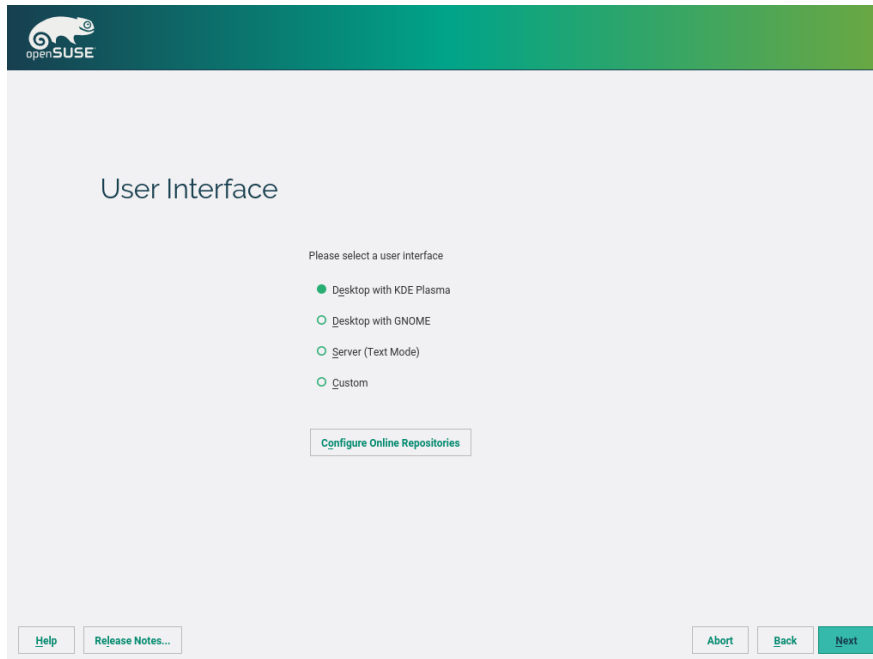 openSUSE
User Interface
Please select a user interface
Desktop with KDE Plasma
Desktop with GNOME
Server (Text Mode)
Custom
Configure Online Repositories
Help Release Notes... Abort Back Next